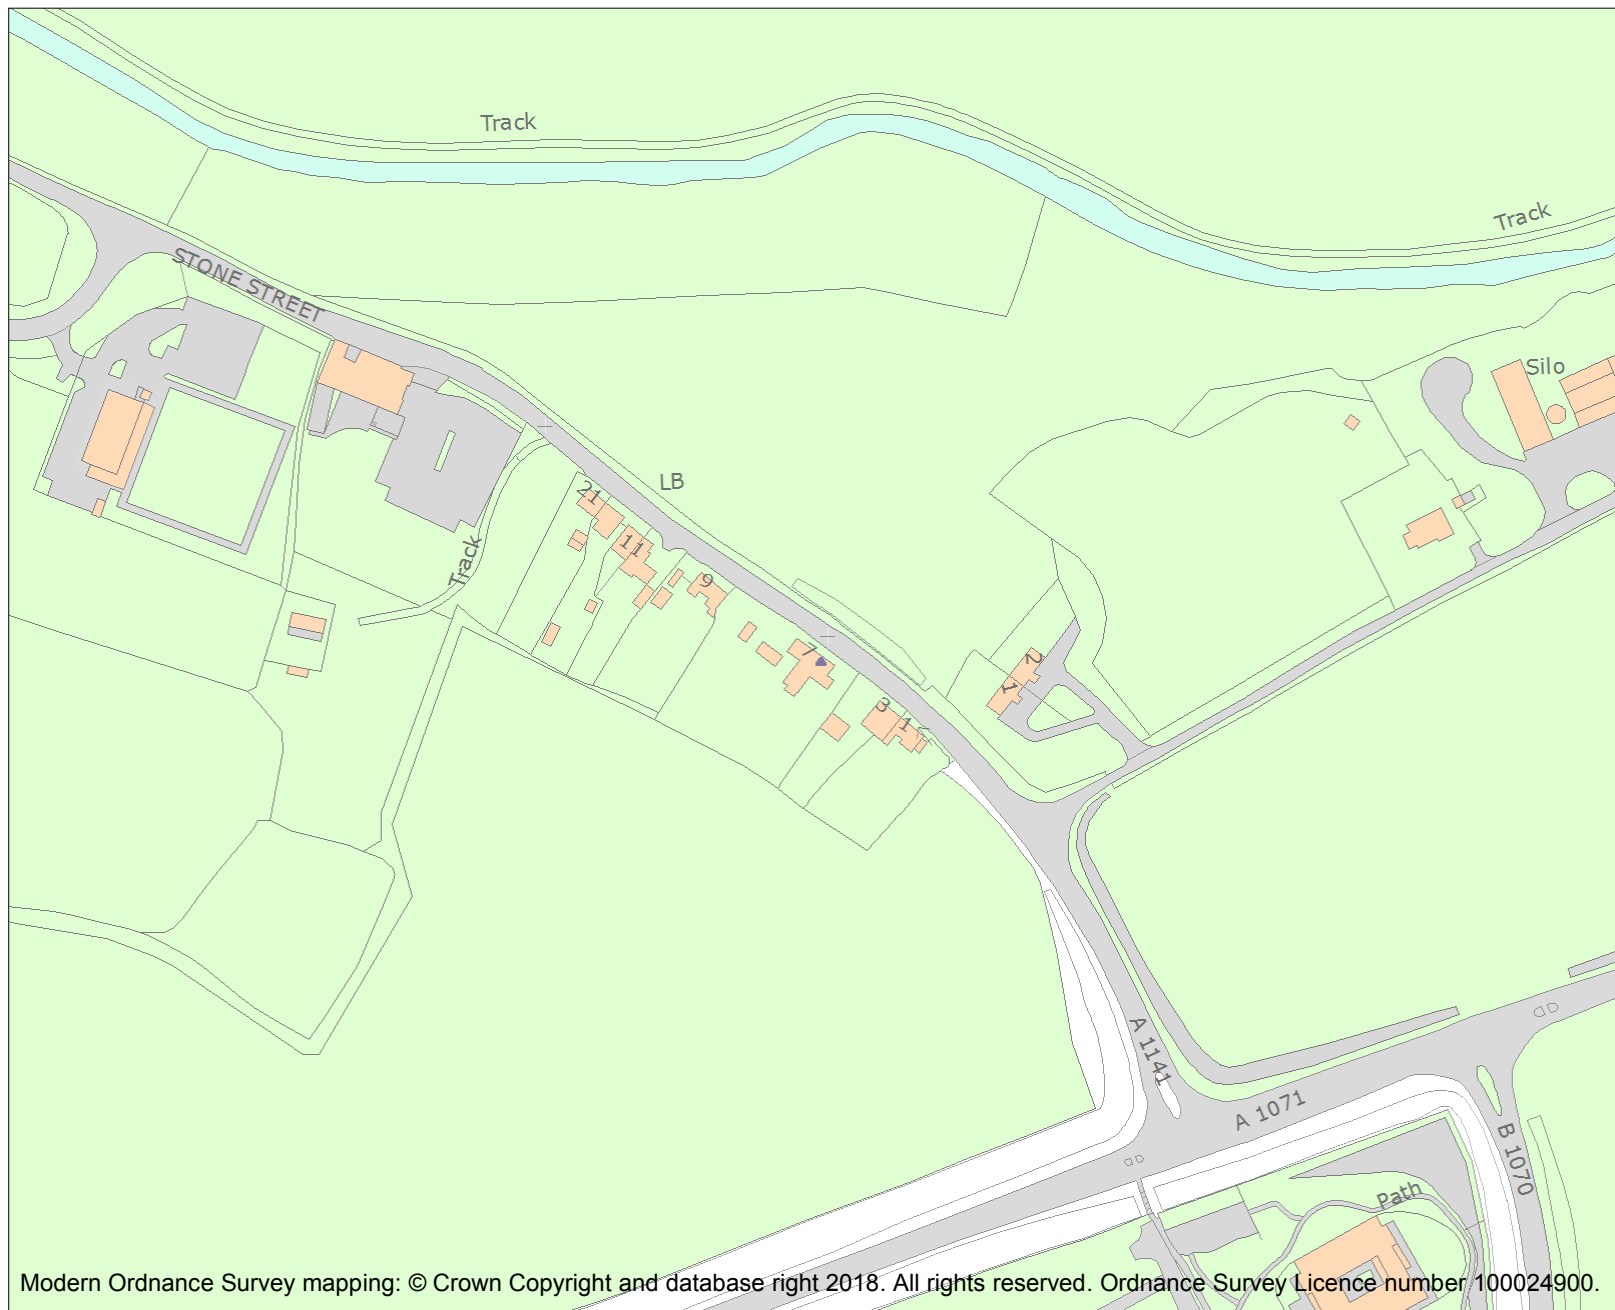 Track
Track
STONE STREET
Silo
LB
21
11
Track
9
7
2
1
3
1
A 1141
A 1071
B 1070
Path
Modern Ordnance Survey mapping: © Crown Copyright and database right 2018. All rights reserved. Ordnance Survey Licence number 100024900.